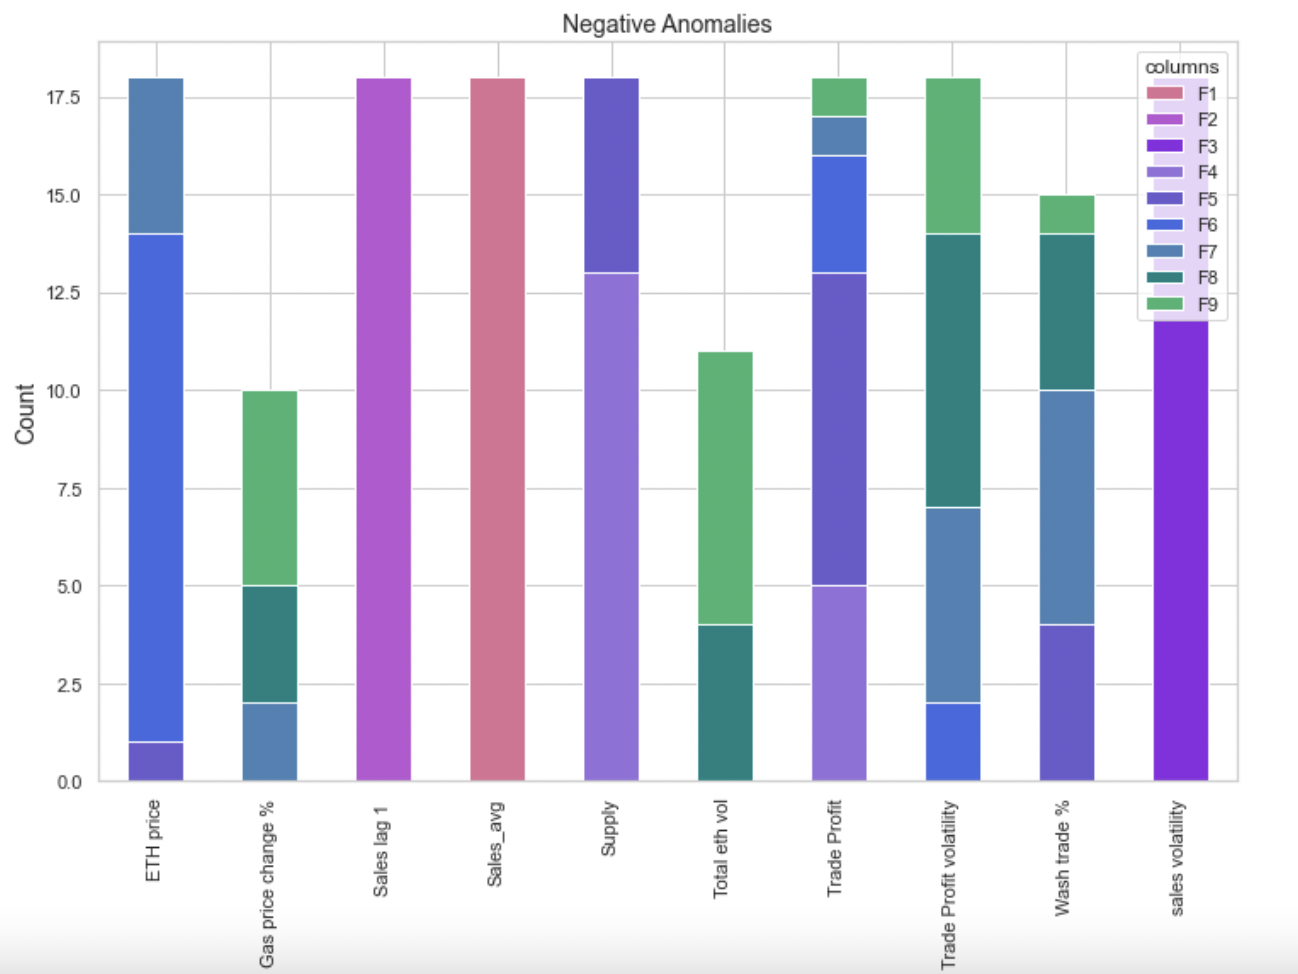 Negative Anomalies
columns
F1
F2
F3
F4
F5
F6
F7
F8
F9
Count
17.5
15.0
12.5
10.0
7.5
5.0
2.5
0.0
ETH price
Gas price change %
Sales lag 1
Sales_avg
Supply
Total eth vol
Trade Profit
Trade Profit volatility
Wash trade %
sales volatility